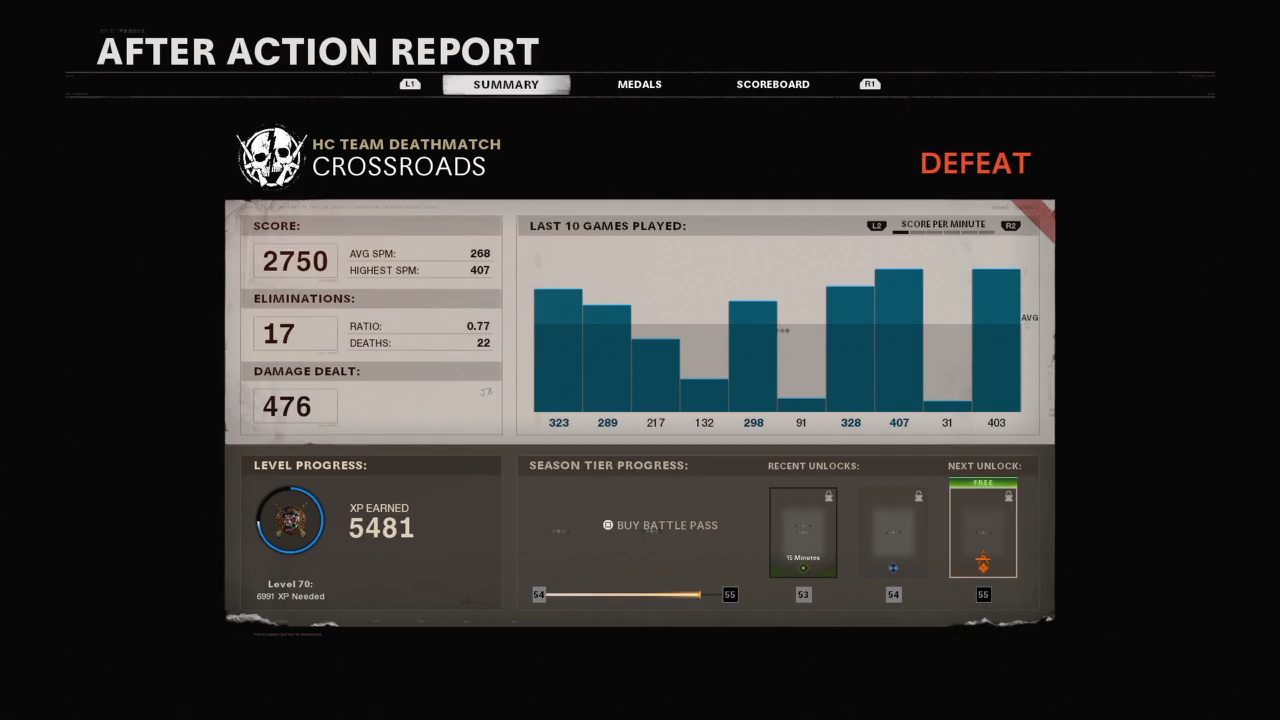 AFTER ACTION REPORT
L1 SUMMARY MEDALS SCOREBOARD R1
HC TEAM DEATHMATCH
CROSSROADS
DEFEAT
SCORE:
2750
AVG SPM: 268
HIGHEST SPM: 407
ELIMINATIONS:
17
RATIO: 0.77
DEATHS: 22
DAMAGE DEALT:
476
LAST 10 GAMES PLAYED:
L2 SCORE PER MINUTE R2
AVG
323 289 217 132 298 91 328 407 31 403
LEVEL PROGRESS:
XP EARNED
5481
Level 70:
6991 XP Needed
SEASON TIER PROGRESS:
BUY BATTLE PASS
54 55
RECENT UNLOCKS:
15 Minutes
53 54
NEXT UNLOCK:
FREE
55